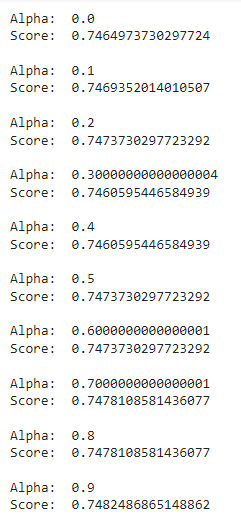 Alpha:  0.0
Score:  0.7464973730297724
Alpha:  0.1
Score:  0.7469352014010507
Alpha:  0.2
Score:  0.7473730297723292
Alpha:  0.30000000000000004
Score:  0.7460595446584939
Alpha:  0.4
Score:  0.7460595446584939
Alpha:  0.5
Score:  0.7473730297723292
Alpha:  0.6000000000000001
Score:  0.7473730297723292
Alpha:  0.7000000000000001
Score:  0.7478108581436077
Alpha:  0.8
Score:  0.7478108581436077
Alpha:  0.9
Score:  0.7482486865148862